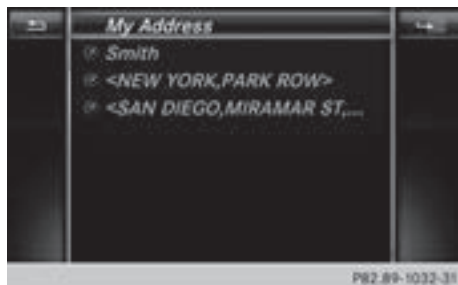 My Address
Smith
<NEW YORK,PARK ROW>
<SAN DIEGO,MIRAMAR ST,...
P82.89-1032-31